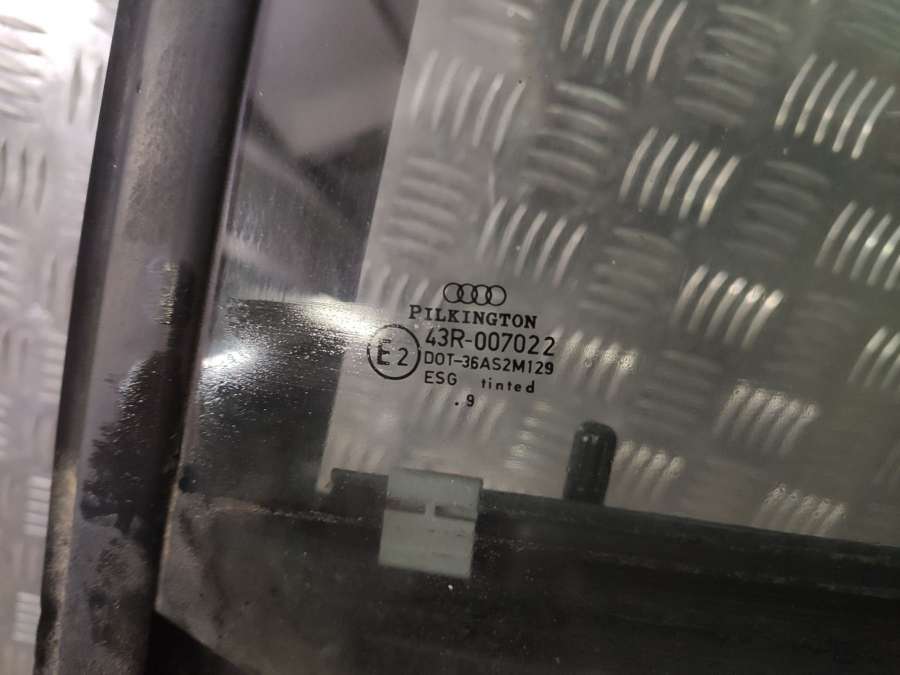 PILKINGTON
E2
43R-007022
DOT-36AS2M129
ESG tinted
.9